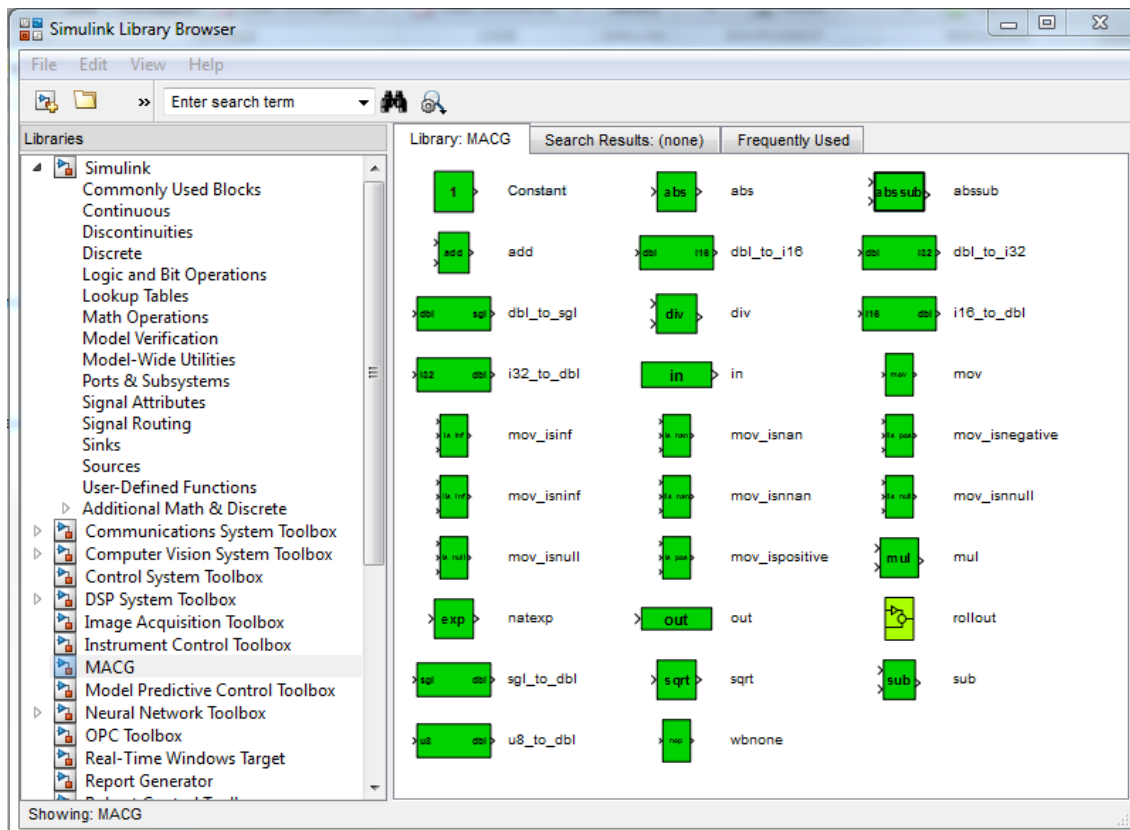 Simulink Library Browser
File Edit View Help
» Enter search term
Libraries
Simulink
Commonly Used Blocks
Continuous
Discontinuities
Discrete
Logic and Bit Operations
Lookup Tables
Math Operations
Model Verification
Model-Wide Utilities
Ports & Subsystems
Signal Attributes
Signal Routing
Sinks
Sources
User-Defined Functions
Additional Math & Discrete
Communications System Toolbox
Computer Vision System Toolbox
Control System Toolbox
DSP System Toolbox
Image Acquisition Toolbox
Instrument Control Toolbox
MACG
Model Predictive Control Toolbox
Neural Network Toolbox
OPC Toolbox
Real-Time Windows Target
Report Generator
Library: MACG Search Results: (none) Frequently Used
1 Constant abs abs abssub abssub
add add dbl i16 dbl_to_i16 dbl i32 dbl_to_i32
dbl sgl dbl_to_sgl div div i16 dbl i16_to_dbl
i32 dbl i32_to_dbl in in mov mov
mov_isinf mov_isnan mov_isnegative
mov_isninf mov_isnnan mov_isnnull
mov_isnull mov_ispositive mul mul
exp natexp out out rollout
sgl dbl sgl_to_dbl sqrt sqrt sub sub
u8 dbl u8_to_dbl nop wbnone
Showing: MACG